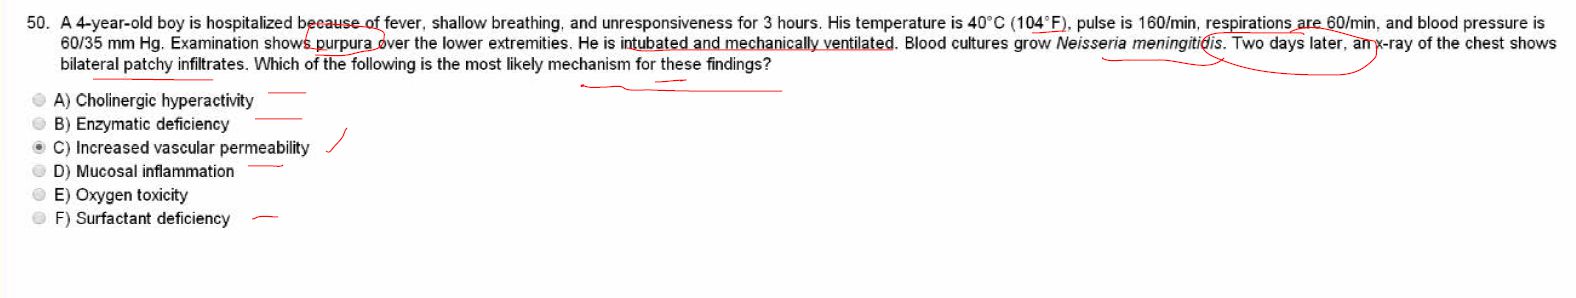 50. A 4-year-old boy is hospitalized because of fever, shallow breathing, and unresponsiveness for 3 hours. His temperature is 40°C (104°F), pulse is 160/min, respirations are 60/min, and blood pressure is
60/35 mm Hg. Examination shows purpura over the lower extremities. He is intubated and mechanically ventilated. Blood cultures grow Neisseria meningitidis. Two days later, an x-ray of the chest shows
bilateral patchy infiltrates. Which of the following is the most likely mechanism for these findings?
A) Cholinergic hyperactivity
B) Enzymatic deficiency
C) Increased vascular permeability
D) Mucosal inflammation
E) Oxygen toxicity
F) Surfactant deficiency